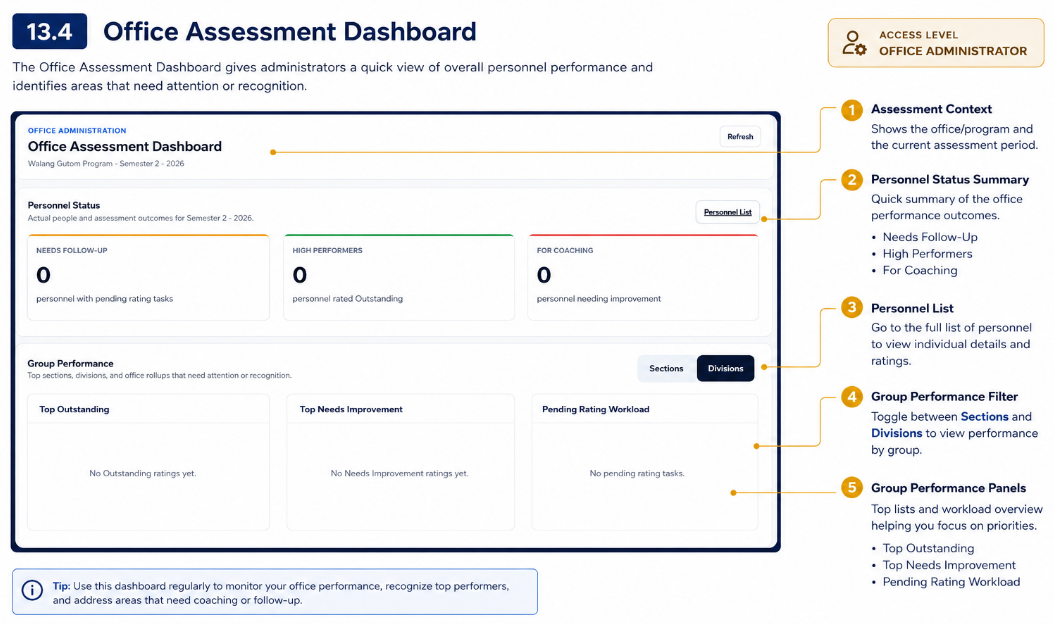 13.4 Office Assessment Dashboard
ACCESS LEVEL
OFFICE ADMINISTRATOR
The Office Assessment Dashboard gives administrators a quick view of overall personnel performance and
identifies areas that need attention or recognition.
OFFICE ADMINISTRATION
Office Assessment Dashboard
Walang Gutom Program - Semester 2 - 2026
Refresh
Personnel Status
Actual people and assessment outcomes for Semester 2 - 2026.
Personnel List
NEEDS FOLLOW-UP
0
personnel with pending rating tasks
HIGH PERFORMERS
0
personnel rated Outstanding
FOR COACHING
0
personnel needing improvement
Group Performance
Top sections, divisions, and office rollups that need attention or recognition.
Sections
Divisions
Top Outstanding
No Outstanding ratings yet.
Top Needs Improvement
No Needs Improvement ratings yet.
Pending Rating Workload
No pending rating tasks.
1 Assessment Context
Shows the office/program and
the current assessment period.
2 Personnel Status Summary
Quick summary of the office
performance outcomes.
• Needs Follow-Up
• High Performers
• For Coaching
3 Personnel List
Go to the full list of personnel
to view individual details and
ratings.
4 Group Performance Filter
Toggle between Sections and
Divisions to view performance
by group.
5 Group Performance Panels
Top lists and workload overview
helping you focus on priorities.
• Top Outstanding
• Top Needs Improvement
• Pending Rating Workload
Tip: Use this dashboard regularly to monitor your office performance, recognize top performers,
and address areas that need coaching or follow-up.